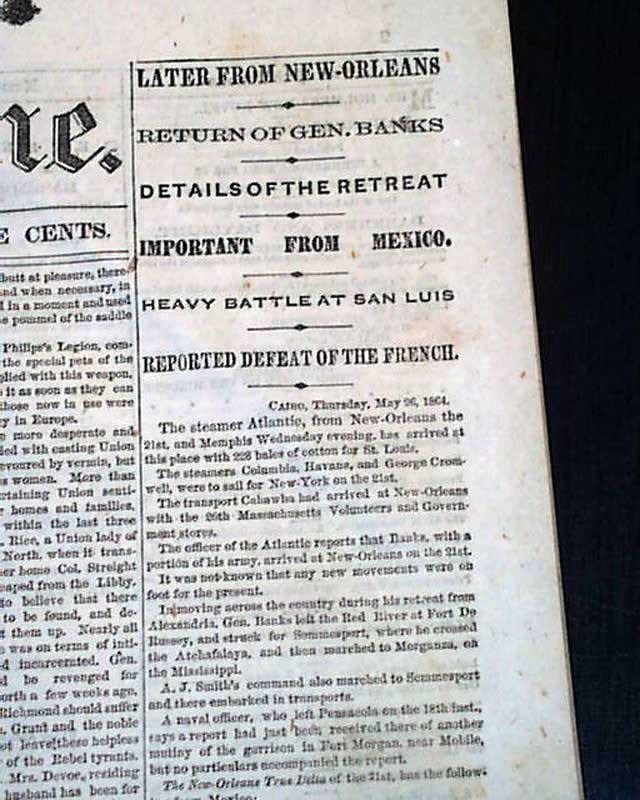 ne.
E CENTS.
butt at pleasure, there-
and when necessary, in
l in a moment and used
e pommel of the saddle
Philips's Legion, com-
the special pets of the
plied with this weapon,
it as soon as they can
those now in use were
y in Europe.
more desperate and
ded with casting Union
evoured by vermin, but
s women. More than
rtaining Union senti-
r homes and families,
within the last three
. Rice, a Union lady of
North, when it trans-
her home Col. Streight
caped from the Libby.
to believe that there
to be found, and de-
t them up. Nearly all
was on terms of inti-
d incarcerated. Gen.
d be revenged for
orth a few weeks ago,
Richmond should suffer
. Grant and the noble
ot leave these helpless
of the Rebel tyrants.
Mrs. Devoe, residing
husband has been for
LATER FROM NEW-ORLEANS
RETURN OF GEN. BANKS
DETAILS OF THE RETREAT
IMPORTANT FROM MEXICO.
HEAVY BATTLE AT SAN LUIS
REPORTED DEFEAT OF THE FRENCH.
CAIRO, Thursday, May 26, 1864.
The steamer Atlantic, from New-Orleans the
21st, and Memphis Wednesday evening, has arrived at
this place with 228 bales of cotton for St. Louis.
The steamers Columbia, Havana, and George Crom-
well, were to sail for New-York on the 21st.
The transport Cahawba had arrived at New-Orleans
with the 26th Massachusetts Volunteers and Govern-
ment stores.
The officer of the Atlantic reports that Banks, with a
portion of his army, arrived at New-Orleans on the 21st.
It was not known that any new movements were on
foot for the present.
In moving across the country during his retreat from
Alexandria, Gen. Banks left the Red River at Fort De
Russey, and struck for Semmesport, where he crossed
the Atchafalaya, and then marched to Morganza, on
the Mississippi.
A. J. Smith's command also marched to Semmesport
and there embarked in transports.
A naval officer, who left Pensacola on the 18th inst.,
says a report had just been received there of another
mutiny of the garrison in Fort Morgan, near Mobile,
but no particulars accompanied the report.
The New-Orleans True Delta of the 21st, has the follow-
from Mexico: